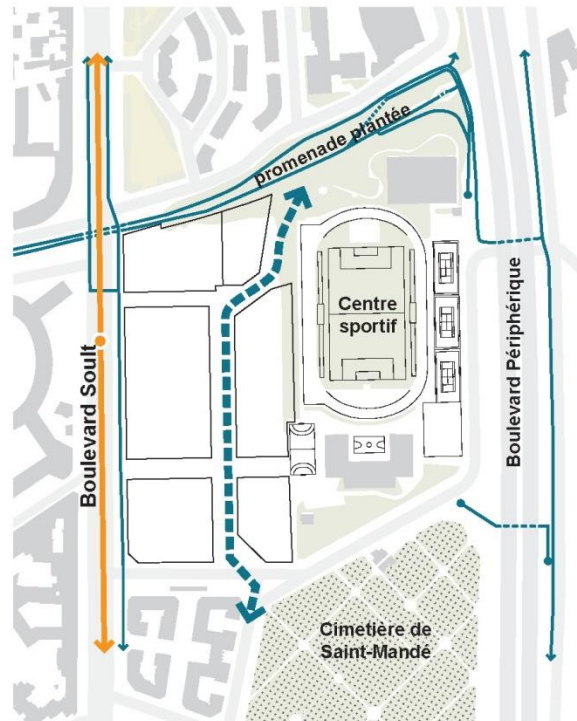 promenade plantée
Centre
sportif
Boulevard Soult
Boulevard Périphérique
Cimetière de
Saint-Mandé